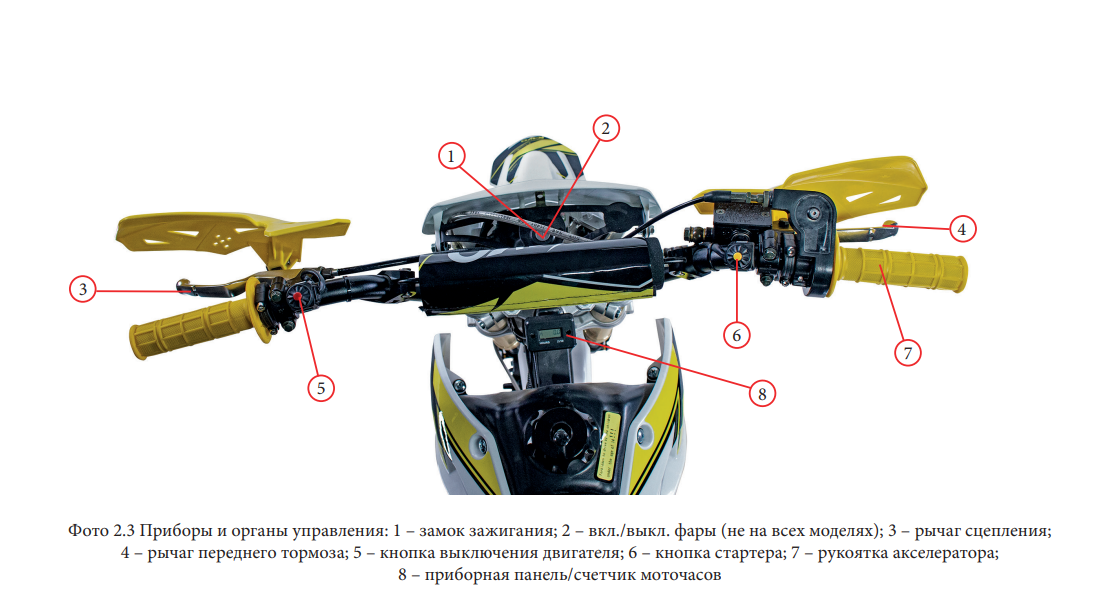 1
2
3
4
5
6
7
8
Фото 2.3 Приборы и органы управления: 1 – замок зажигания; 2 – вкл./выкл. фары (не на всех моделях); 3 – рычаг сцепления;
4 – рычаг переднего тормоза; 5 – кнопка выключения двигателя; 6 – кнопка стартера; 7 – рукоятка акселератора;
8 – приборная панель/счетчик моточасов